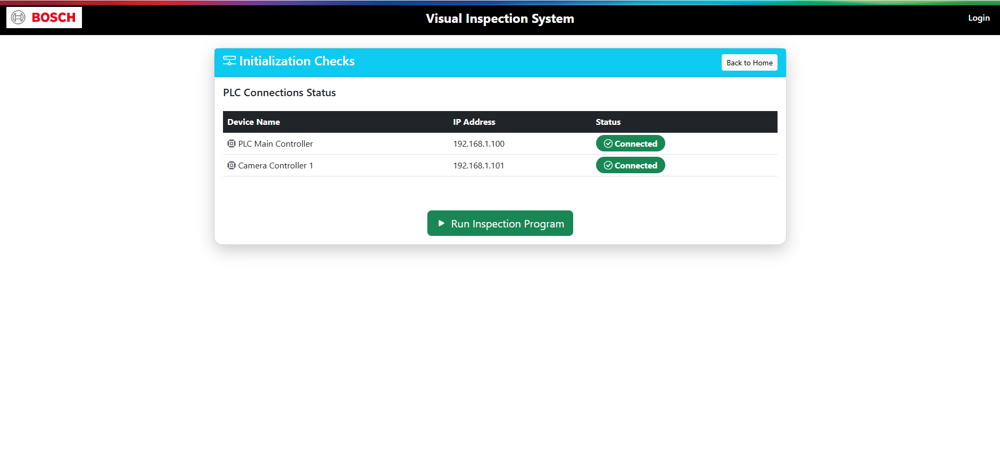 BOSCH
Visual Inspection System
Login
Initialization Checks
Back to Home
PLC Connections Status
Device Name IP Address Status
PLC Main Controller 192.168.1.100 Connected
Camera Controller 1 192.168.1.101 Connected
Run Inspection Program